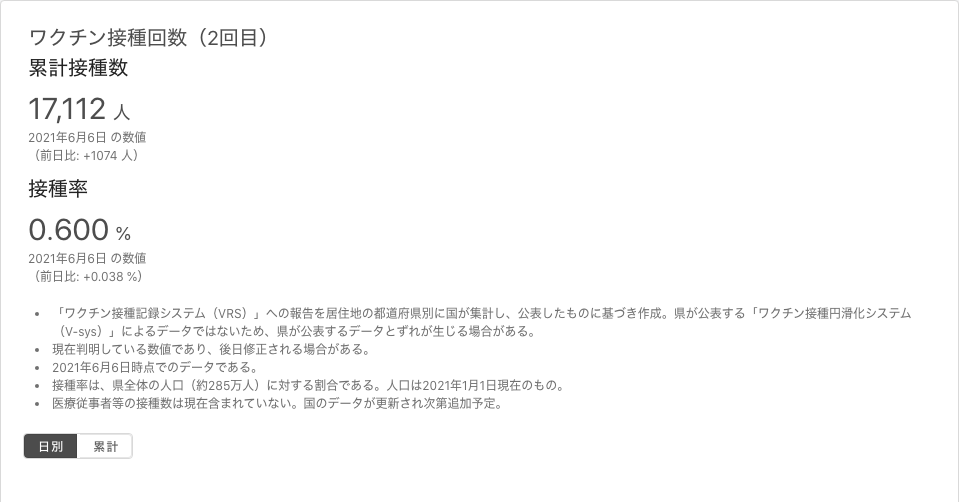 ワクチン接種回数（2回目）
累計接種数
17,112 人
2021年6月6日 の数値
（前日比: +1074 人）
接種率
0.600 %
2021年6月6日 の数値
（前日比: +0.038 %）
• 「ワクチン接種記録システム（VRS）」への報告を居住地の都道府県別に国が集計し、公表したものに基づき作成。県が公表する「ワクチン接種円滑化システム
（V-sys）」によるデータではないため、県が公表するデータとずれが生じる場合がある。
• 現在判明している数値であり、後日修正される場合がある。
• 2021年6月6日時点でのデータである。
• 接種率は、県全体の人口（約285万人）に対する割合である。人口は2021年1月1日現在のもの。
• 医療従事者等の接種数は現在含まれていない。国のデータが更新され次第追加予定。
日別 累計